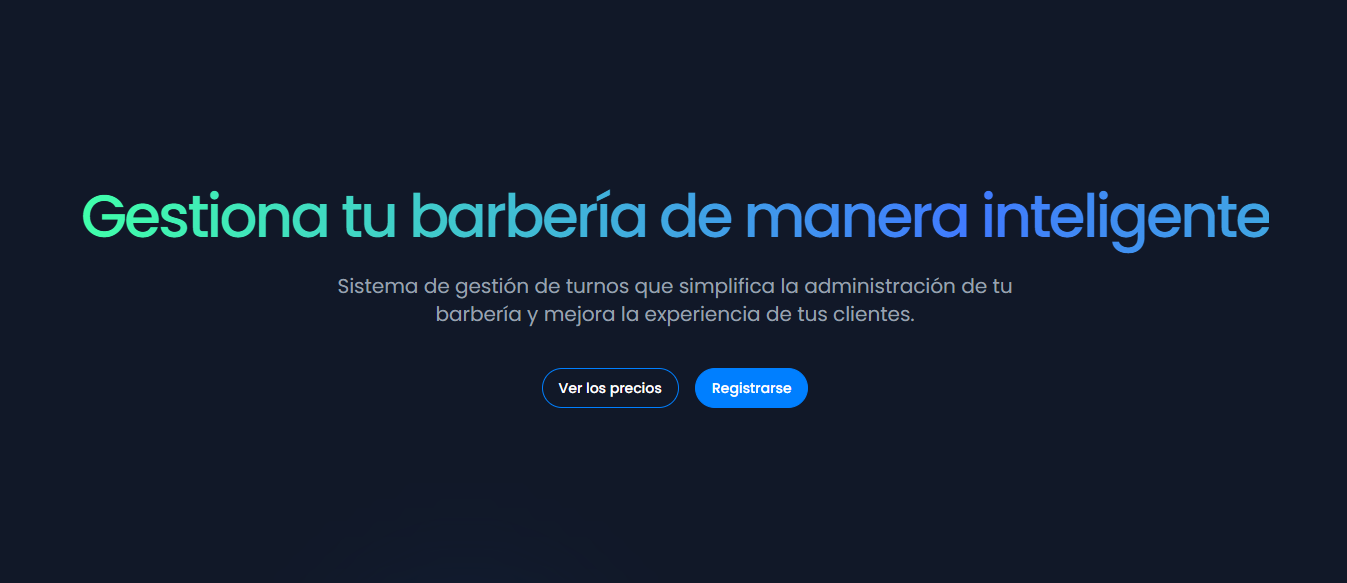 Gestiona tu barbería de manera inteligente
Sistema de gestión de turnos que simplifica la administración de tu
barbería y mejora la experiencia de tus clientes.
Ver los precios
Registrarse